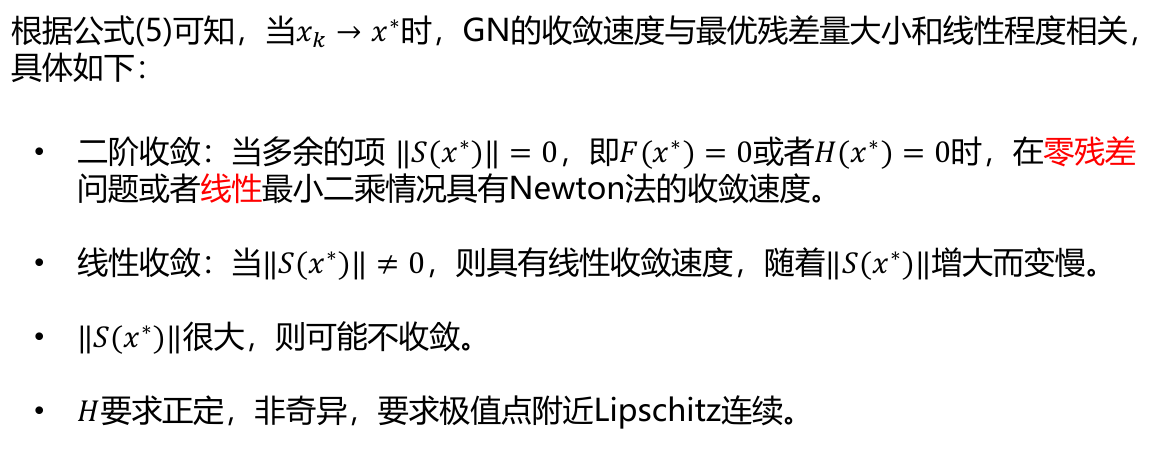 根据公式(5)可知，当𝑥ₖ → 𝑥*时，GN的收敛速度与最优残差量大小和线性程度相关，
具体如下：
• 二阶收敛：当多余的项 ‖𝑆(𝑥*)‖ = 0，即𝐹(𝑥*) = 0或者𝐻(𝑥*) = 0时，在零残差
问题或者线性最小二乘情况具有Newton法的收敛速度。
• 线性收敛：当‖𝑆(𝑥*)‖ ≠ 0，则具有线性收敛速度，随着‖𝑆(𝑥*)‖增大而变慢。
• ‖𝑆(𝑥*)‖很大，则可能不收敛。
• 𝐻要求正定，非奇异，要求极值点附近Lipschitz连续。